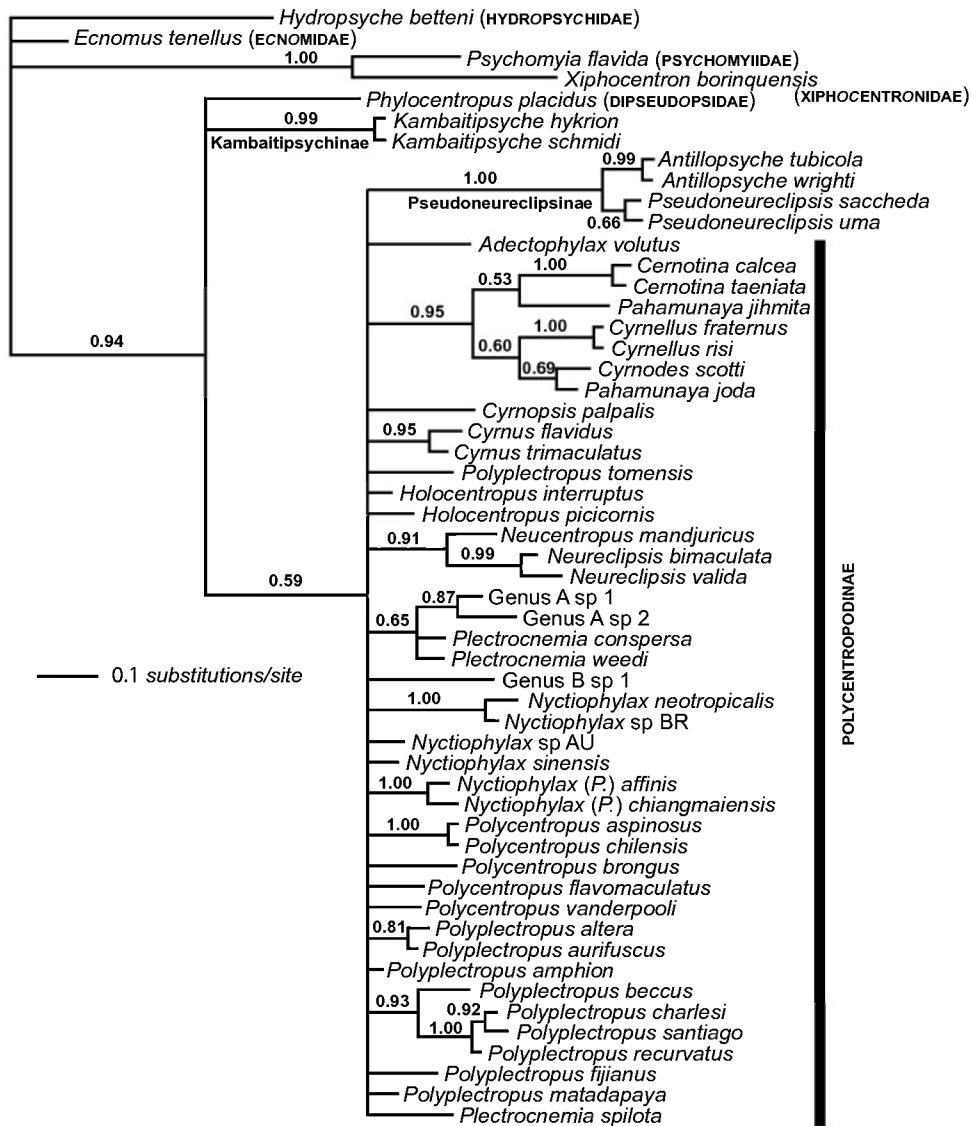 Hydropsyche betteni (HYDROPSYCHIDAE)
Ecnomus tenellus (ECNOMIDAE)
1.00
Psychomyia flavida (PSYCHOMYIIDAE)
Xiphocentron borinquensis
(XIPHOCENTRONIDAE)
Phylocentropus placidus (DIPSEUDOPSIDAE)
0.99
Kambaitipsychinae
Kambaitipsyche hykrion
Kambaitipsyche schmidi
1.00
Pseudoneureclipsinae
0.99
Antillopsyche tubicola
Antillopsyche wrighti
Pseudoneureclipsis saccheda
0.66
Pseudoneureclipsis uma
Adectophylax volutus
1.00
Cernotina calcea
0.53
Cernotina taeniata
Pahamunaya jihmita
0.95
1.00
Cyrnellus fraternus
0.60
Cyrnellus risi
0.94
0.69
Cyrnodes scotti
Pahamunaya joda
Cyrnopsis palpalis
0.95
Cyrnus flavidus
Cyrnus trimaculatus
Polyplectropus tomensis
Holocentropus interruptus
Holocentropus picicornis
0.91
Neucentropus mandjuricus
0.99
Neureclipsis bimaculata
Neureclipsis valida
0.59
0.87
Genus A sp 1
0.65
Genus A sp 2
Plectrocnemia conspersa
Plectrocnemia weedi
0.1 substitutions/site
Genus B sp 1
1.00
Nyctiophylax neotropicalis
Nyctiophylax sp BR
Nyctiophylax sp AU
Nyctiophylax sinensis
1.00
Nyctiophylax (P.) affinis
Nyctiophylax (P.) chiangmaiensis
1.00
Polycentropus aspinosus
Polycentropus chilensis
Polycentropus brongus
Polycentropus flavomaculatus
Polycentropus vanderpooli
0.81
Polyplectropus altera
Polyplectropus aurifuscus
Polyplectropus amphion
0.93
Polyplectropus beccus
0.92
Polyplectropus charlesi
1.00
Polyplectropus santiago
Polyplectropus recurvatus
Polyplectropus fijianus
Polyplectropus matadapaya
Plectrocnemia spilota
POLYCENTROPODINAE